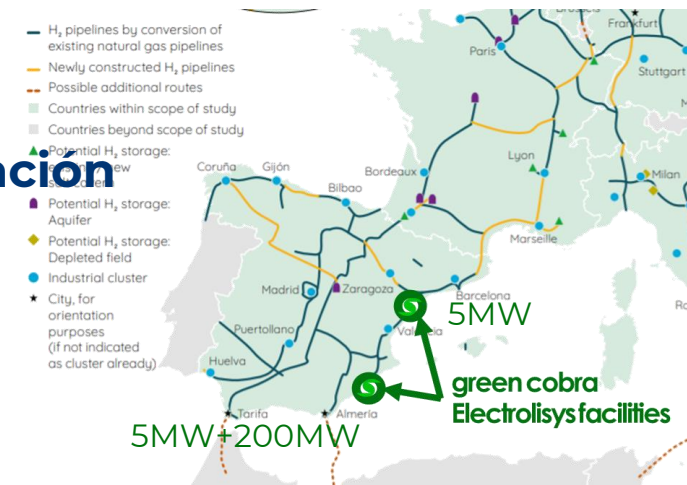 H₂ pipelines by conversion of
existing natural gas pipelines
Newly constructed H₂ pipelines
Possible additional routes
Countries within scope of study
Countries beyond scope of study
Potential H₂ storage:
new
ación
Potential H₂ storage:
Aquifer
Potential H₂ storage:
Depleted field
Industrial cluster
City, for
orientation
purposes
(if not indicated
as cluster already)
Frankfurt
Paris
Stuttgart
Lyon
Milan
Coruña
Gijón
Bilbao
Bordeaux
Marseille
Madrid
Zaragoza
Barcelona
5MW
Puertollano
Valencia
Huelva
green cobra
Electrolisys facilities
Tarifa
Almería
5MW+200MW